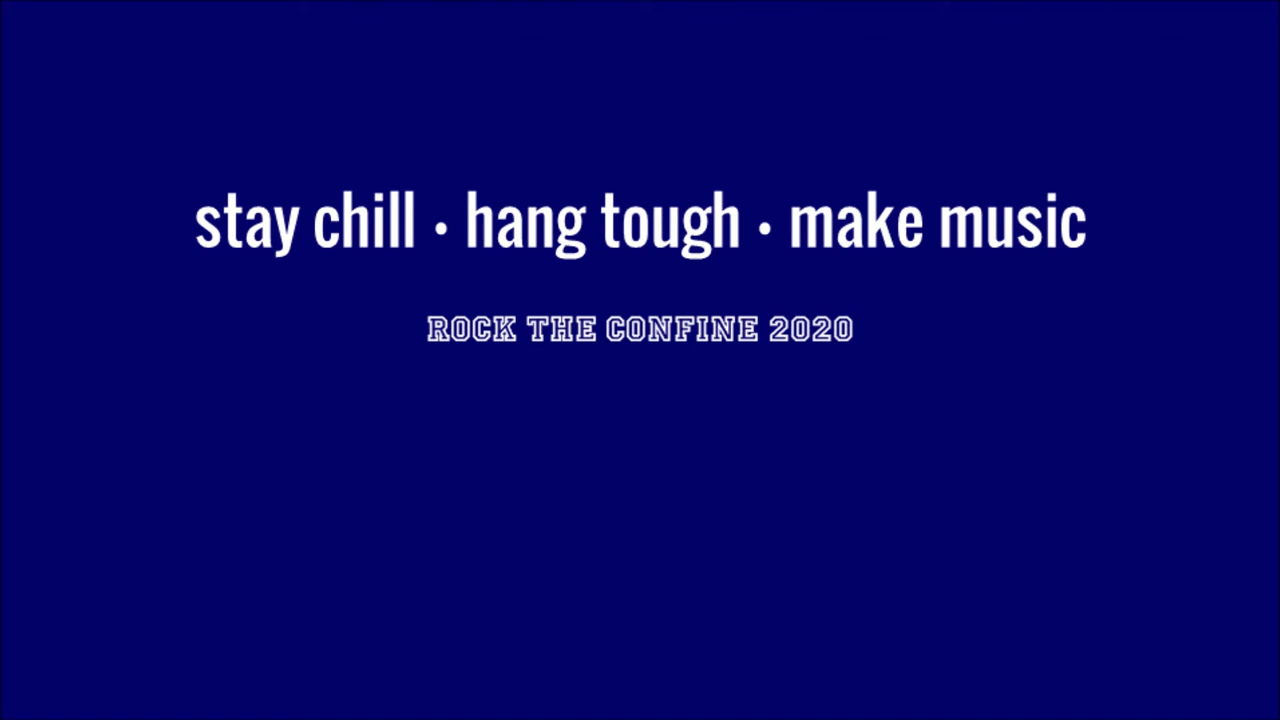 stay chill • hang tough • make music
ROCK THE CONFINE 2020